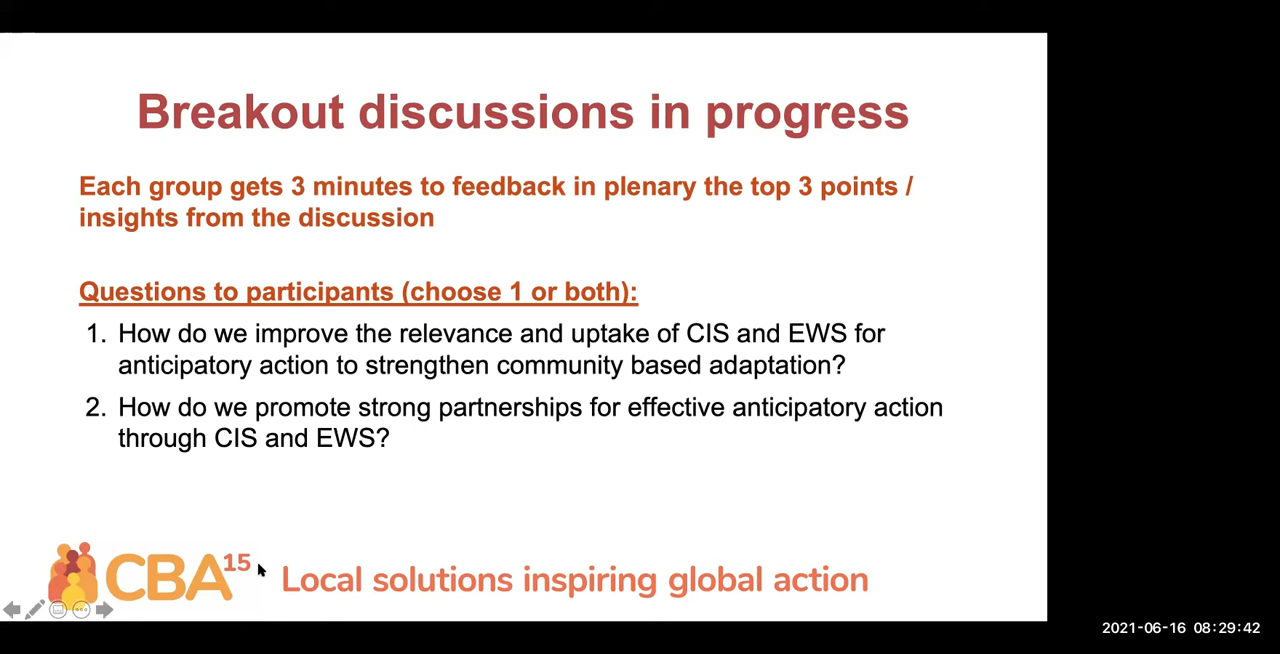 Breakout discussions in progress
Each group gets 3 minutes to feedback in plenary the top 3 points /
insights from the discussion
Questions to participants (choose 1 or both):
1. How do we improve the relevance and uptake of CIS and EWS for
anticipatory action to strengthen community based adaptation?
2. How do we promote strong partnerships for effective anticipatory action
through CIS and EWS?
CBA15
Local solutions inspiring global action
2021-06-16 08:29:42